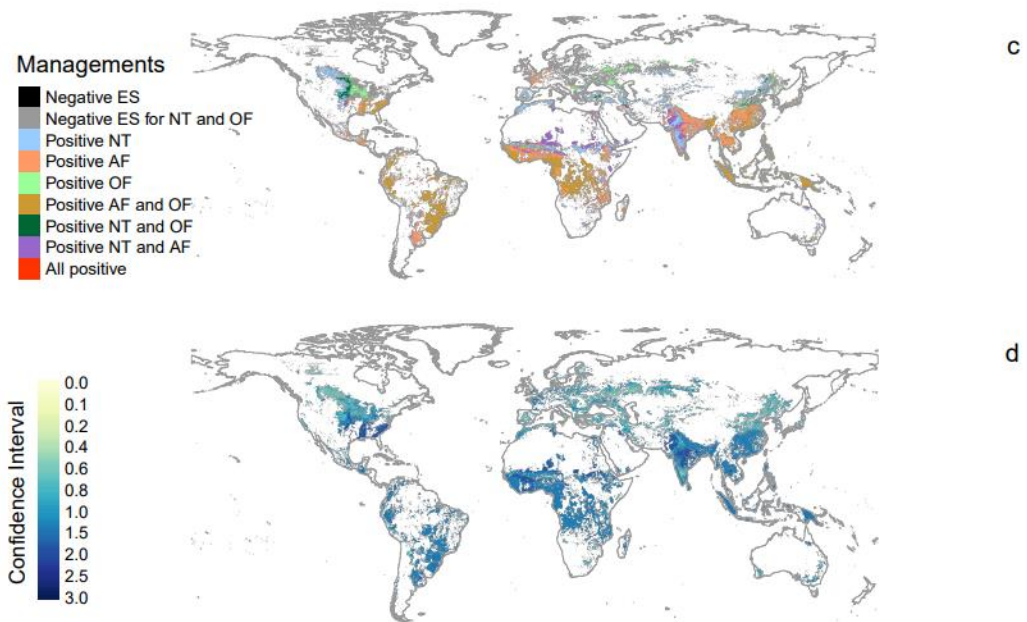 c
Managements
Negative ES
Negative ES for NT and OF
Positive NT
Positive AF
Positive OF
Positive AF and OF
Positive NT and OF
Positive NT and AF
All positive
d
Confidence Interval
0.0
0.1
0.2
0.4
0.6
0.8
1.0
1.5
2.0
2.5
3.0